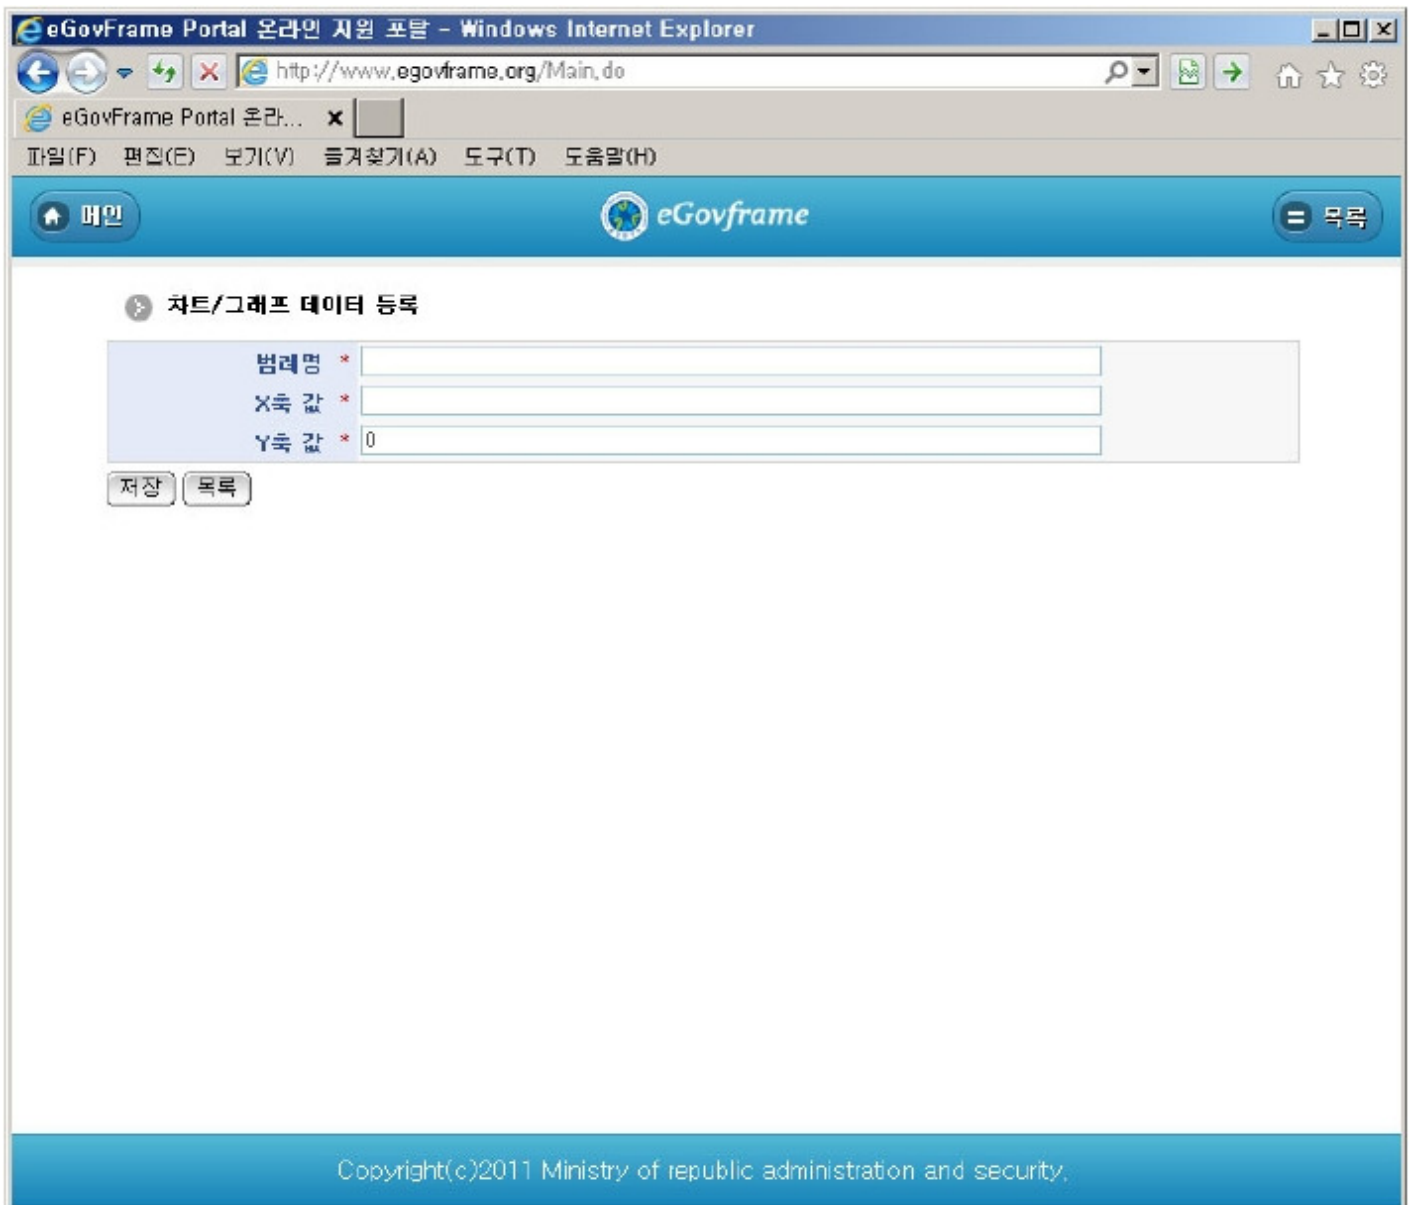 eGovFrame Portal 온라인 지원 포탈 - Windows Internet Explorer
http://www.egovframe.org/Main.do
eGovFrame Portal 온라...
파일(F) 편집(E) 보기(V) 즐겨찾기(A) 도구(T) 도움말(H)
메인 eGovframe 목록
차트/그래프 데이터 등록
범례명 *
X축 값 *
Y축 값 * 0
저장 목록
Copyright(c)2011 Ministry of republic administration and security.